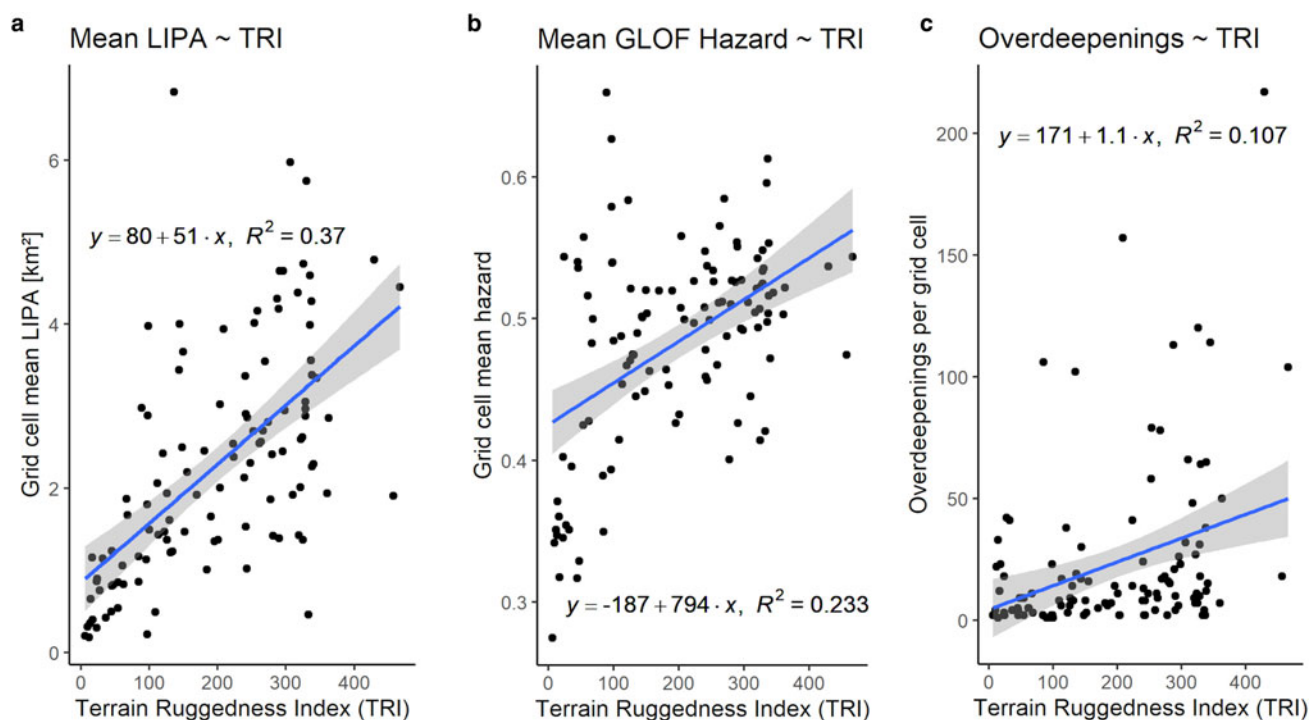 a
Mean LIPA ~ TRI
Grid cell mean LIPA [km²]
6
4
2
0
y = 80 + 51 · x, R² = 0.37
0 100 200 300 400
Terrain Ruggedness Index (TRI)
b
Mean GLOF Hazard ~ TRI
Grid cell mean hazard
0.6
0.5
0.4
0.3
y = -187 + 794 · x, R² = 0.233
0 100 200 300 400
Terrain Ruggedness Index (TRI)
c
Overdeepenings ~ TRI
Overdeepenings per grid cell
200
150
100
50
0
y = 171 + 1.1 · x, R² = 0.107
0 100 200 300 400
Terrain Ruggedness Index (TRI)